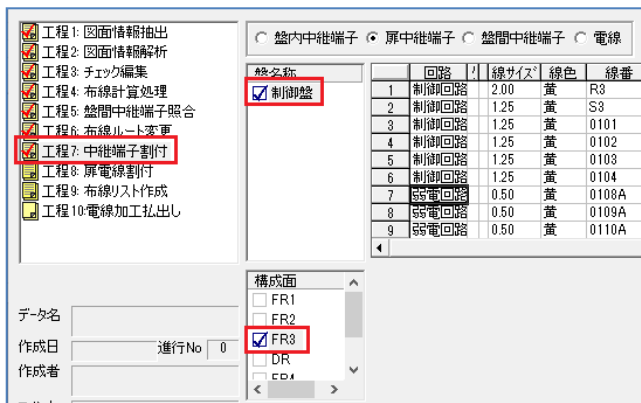 工程1: 図面情報抽出
工程2: 図面情報解析
工程3: チェック編集
工程4: 布線計算処理
工程5: 盤間中継端子照合
工程6: 布線ルート変更
工程7: 中継端子割付
工程8: 扉電線割付
工程9: 布線リスト作成
工程10:電線加工払出し
盤内中継端子 扉中継端子 盤間中継端子 電線
盤名称
制御盤
回路 線サイズ 線色 線番
1 制御回路 2.00 黄 R3
2 制御回路 1.25 黄 S3
3 制御回路 1.25 黄 0101
4 制御回路 1.25 黄 0102
5 制御回路 1.25 黄 0103
6 制御回路 1.25 黄 0104
7 弱電回路 0.50 黄 0108A
8 弱電回路 0.50 黄 0109A
9 弱電回路 0.50 黄 0110A
構成面
FR1
FR2
FR3
DR
FR4
データ名
作成日 進行No 0
作成者